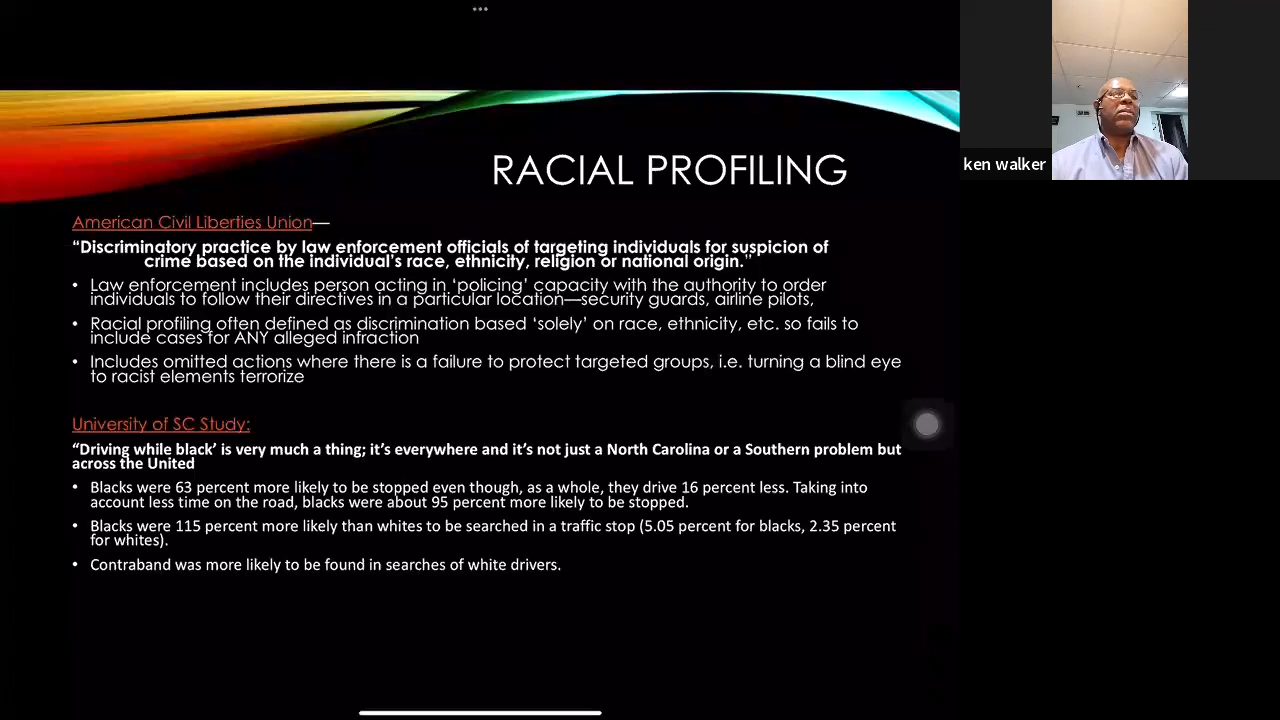 RACIAL PROFILING
American Civil Liberties Union—
“Discriminatory practice by law enforcement officials of targeting individuals for suspicion of
crime based on the individual’s race, ethnicity, religion or national origin.”
• Law enforcement includes person acting in ‘policing’ capacity with the authority to order
individuals to follow their directives in a particular location—security guards, airline pilots,
• Racial profiling often defined as discrimination based ‘solely’ on race, ethnicity, etc. so fails to
include cases for ANY alleged infraction
• Includes omitted actions where there is a failure to protect targeted groups, i.e. turning a blind eye
to racist elements terrorize
University of SC Study:
“Driving while black’ is very much a thing; it’s everywhere and it’s not just a North Carolina or a Southern problem but
across the United
• Blacks were 63 percent more likely to be stopped even though, as a whole, they drive 16 percent less. Taking into
account less time on the road, blacks were about 95 percent more likely to be stopped.
• Blacks were 115 percent more likely than whites to be searched in a traffic stop (5.05 percent for blacks, 2.35 percent
for whites).
• Contraband was more likely to be found in searches of white drivers.
ken walker